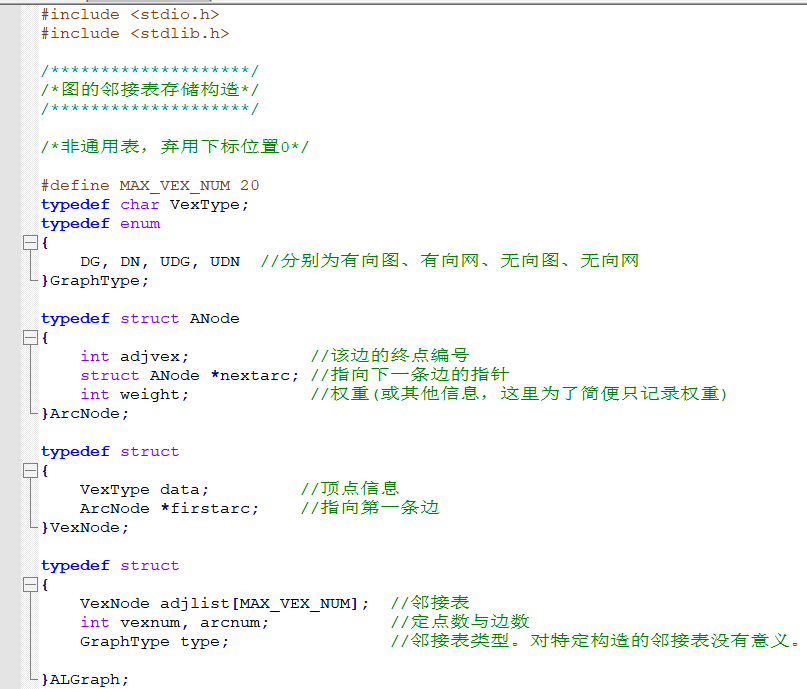 #include <stdio.h>
#include <stdlib.h>
/********************/
/*图的邻接表存储构造*/
/********************/
/*非通用表，弃用下标位置0*/
#define MAX_VEX_NUM 20
typedef char VexType;
typedef enum
{
DG, DN, UDG, UDN //分别为有向图、有向网、无向图、无向网
}GraphType;
typedef struct ANode
{
int adjvex; //该边的终点编号
struct ANode *nextarc; //指向下一条边的指针
int weight; //权重(或其他信息，这里为了简便只记录权重)
}ArcNode;
typedef struct
{
VexType data; //顶点信息
ArcNode *firstarc; //指向第一条边
}VexNode;
typedef struct
{
VexNode adjlist[MAX_VEX_NUM]; //邻接表
int vexnum, arcnum; //定点数与边数
GraphType type; //邻接表类型。对特定构造的邻接表没有意义。
}ALGraph;